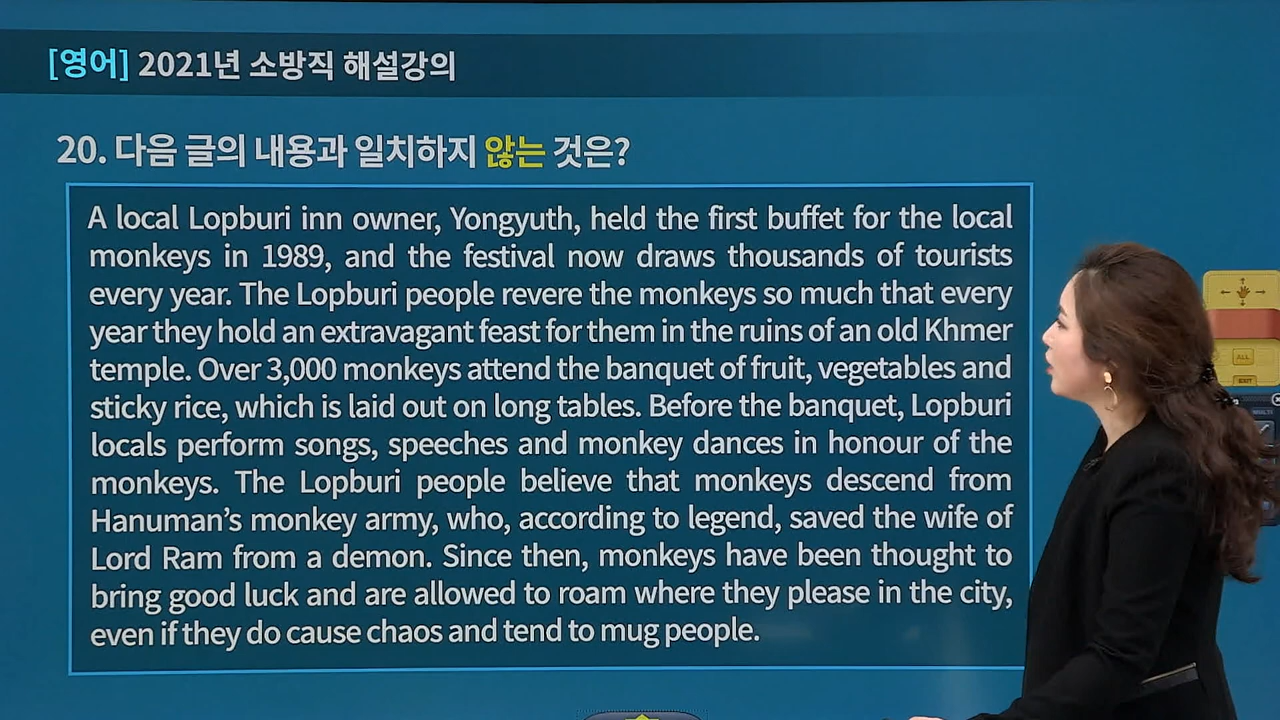 [영어] 2021년 소방직 해설강의
20. 다음 글의 내용과 일치하지 않는 것은?
A local Lopburi inn owner, Yongyuth, held the first buffet for the local
monkeys in 1989, and the festival now draws thousands of tourists
every year. The Lopburi people revere the monkeys so much that every
year they hold an extravagant feast for them in the ruins of an old Khmer
temple. Over 3,000 monkeys attend the banquet of fruit, vegetables and
sticky rice, which is laid out on long tables. Before the banquet, Lopburi
locals perform songs, speeches and monkey dances in honour of the
monkeys. The Lopburi people believe that monkeys descend from
Hanuman's monkey army, who, according to legend, saved the wife of
Lord Ram from a demon. Since then, monkeys have been thought to
bring good luck and are allowed to roam where they please in the city,
even if they do cause chaos and tend to mug people.
ALL